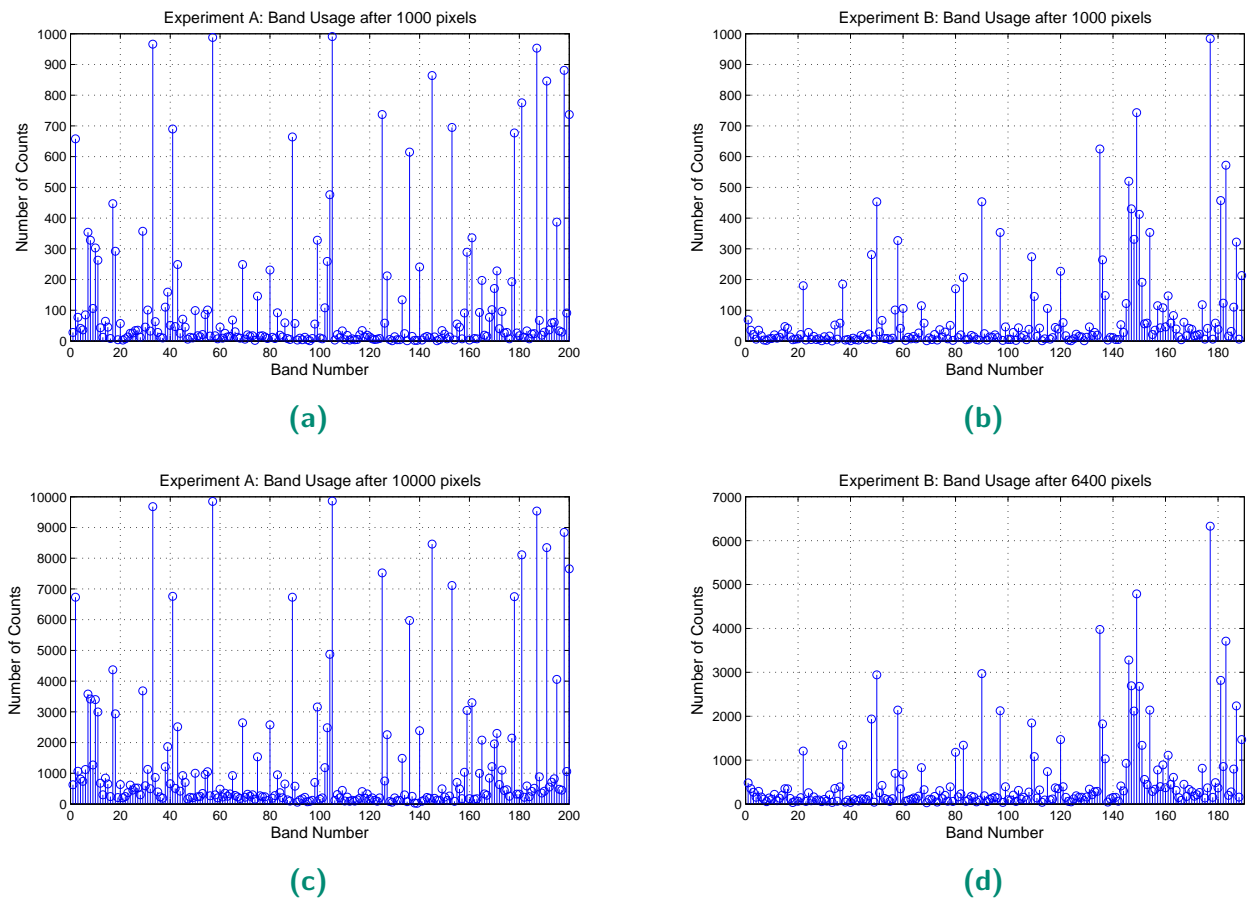 Experiment A: Band Usage after 1000 pixels
Number of Counts
1000
900
800
700
600
500
400
300
200
100
0
0 20 40 60 80 100 120 140 160 180 200
Band Number
(a)
Experiment B: Band Usage after 1000 pixels
Number of Counts
1000
900
800
700
600
500
400
300
200
100
0
0 20 40 60 80 100 120 140 160 180
Band Number
(b)
Experiment A: Band Usage after 10000 pixels
Number of Counts
10000
9000
8000
7000
6000
5000
4000
3000
2000
1000
0
0 20 40 60 80 100 120 140 160 180 200
Band Number
(c)
Experiment B: Band Usage after 6400 pixels
Number of Counts
7000
6000
5000
4000
3000
2000
1000
0
0 20 40 60 80 100 120 140 160 180
Band Number
(d)